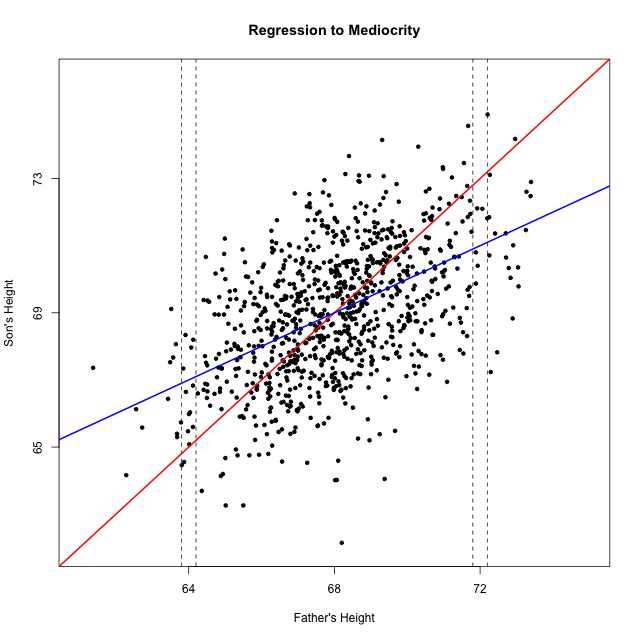 Regression to Mediocrity
Son's Height
73
69
65
64 68 72
Father's Height